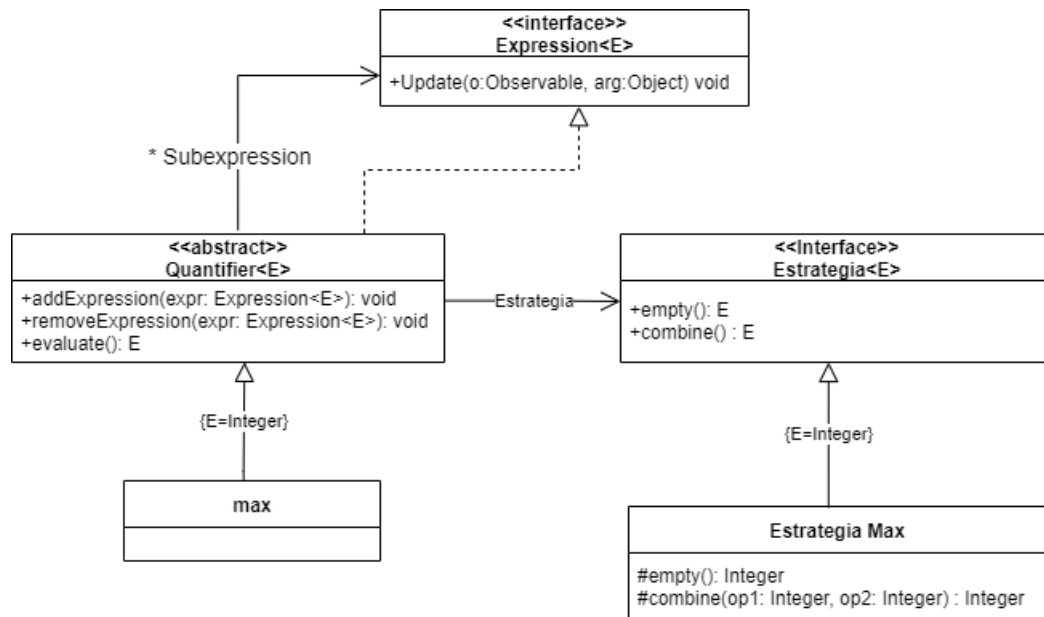 <<interface>>
Expression<E>
+Update(o:Observable, arg:Object) void
* Subexpression
<<abstract>>
Quantifier<E>
+addExpression(expr: Expression<E>): void
+removeExpression(expr: Expression<E>): void
+evaluate(): E
Estrategia
<<Interface>>
Estrategia<E>
+empty(): E
+combine() : E
{E=Integer}
{E=Integer}
max
Estrategia Max
#empty(): Integer
#combine(op1: Integer, op2: Integer) : Integer